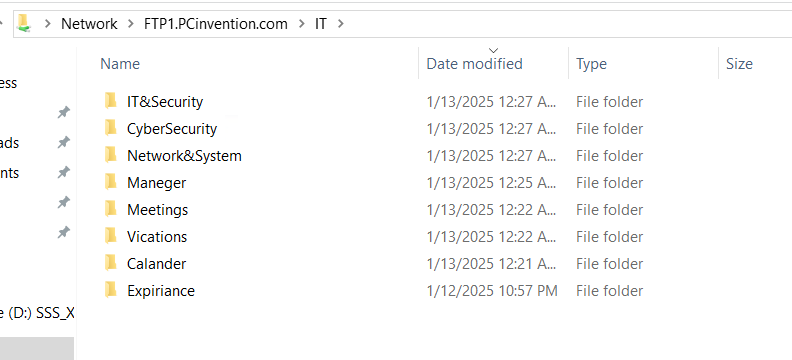 Network > FTP1.PCinvention.com > IT >
Name Date modified Type Size
ess
IT&Security 1/13/2025 12:27 A... File folder
CyberSecurity 1/13/2025 12:27 A... File folder
ads
Network&System 1/13/2025 12:27 A... File folder
nts
Maneger 1/13/2025 12:25 A... File folder
Meetings 1/13/2025 12:22 A... File folder
Vications 1/13/2025 12:22 A... File folder
Calander 1/13/2025 12:21 A... File folder
Expiriance 1/12/2025 10:57 PM File folder
e (D:) SSS_X